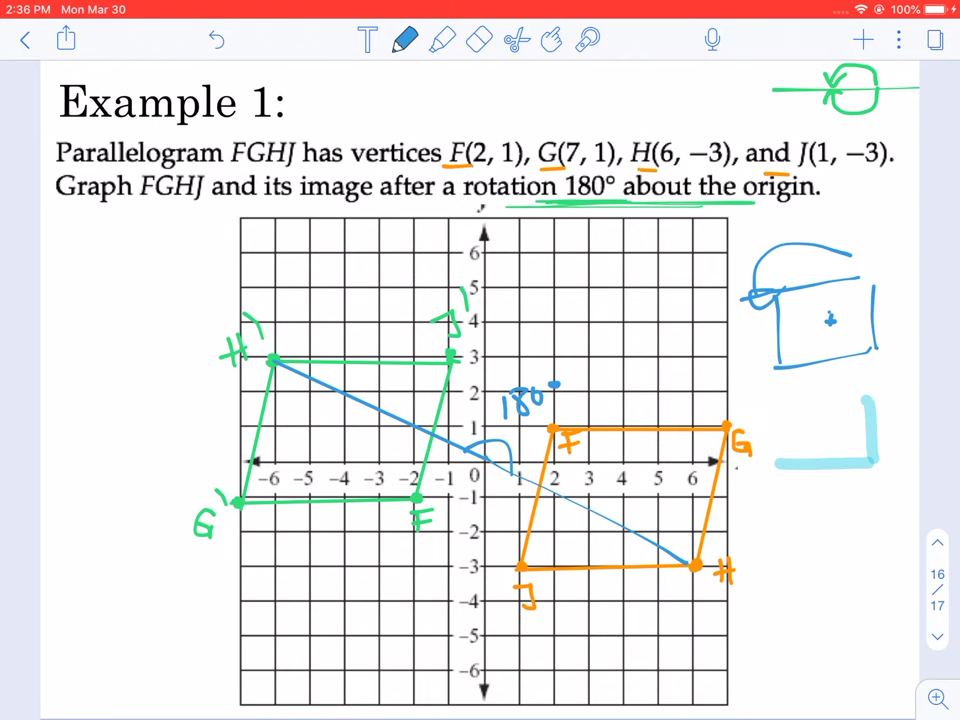 2:36 PM Mon Mar 30
100%
T
Example 1:
Parallelogram FGHJ has vertices F(2, 1), G(7, 1), H(6, −3), and J(1, −3).
Graph FGHJ and its image after a rotation 180° about the origin.
y
6
5
J'
4
H'
3
2
180°
1
F
G
−6 −5 −4 −3 −2 −1 0 1 2 3 4 5 6
−1
G'
F
−2
−3
H
J
−4
−5
−6
16
/
17